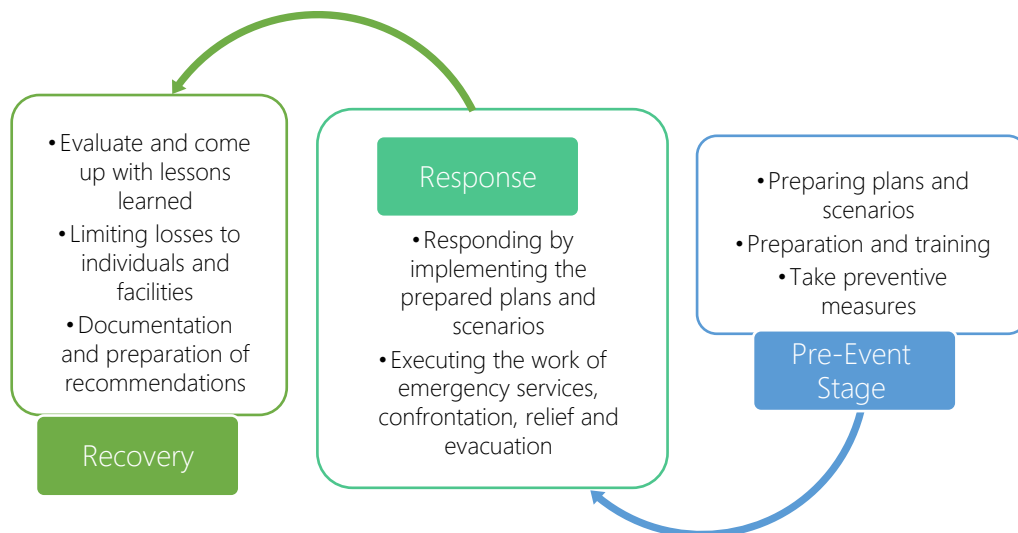 • Evaluate and come
up with lessons
learned
• Limiting losses to
individuals and
facilities
• Documentation
and preparation of
recommendations
Recovery
Response
• Responding by
implementing the
prepared plans and
scenarios
• Executing the work of
emergency services,
confrontation, relief and
evacuation
• Preparing plans and
scenarios
• Preparation and training
• Take preventive
measures
Pre-Event
Stage